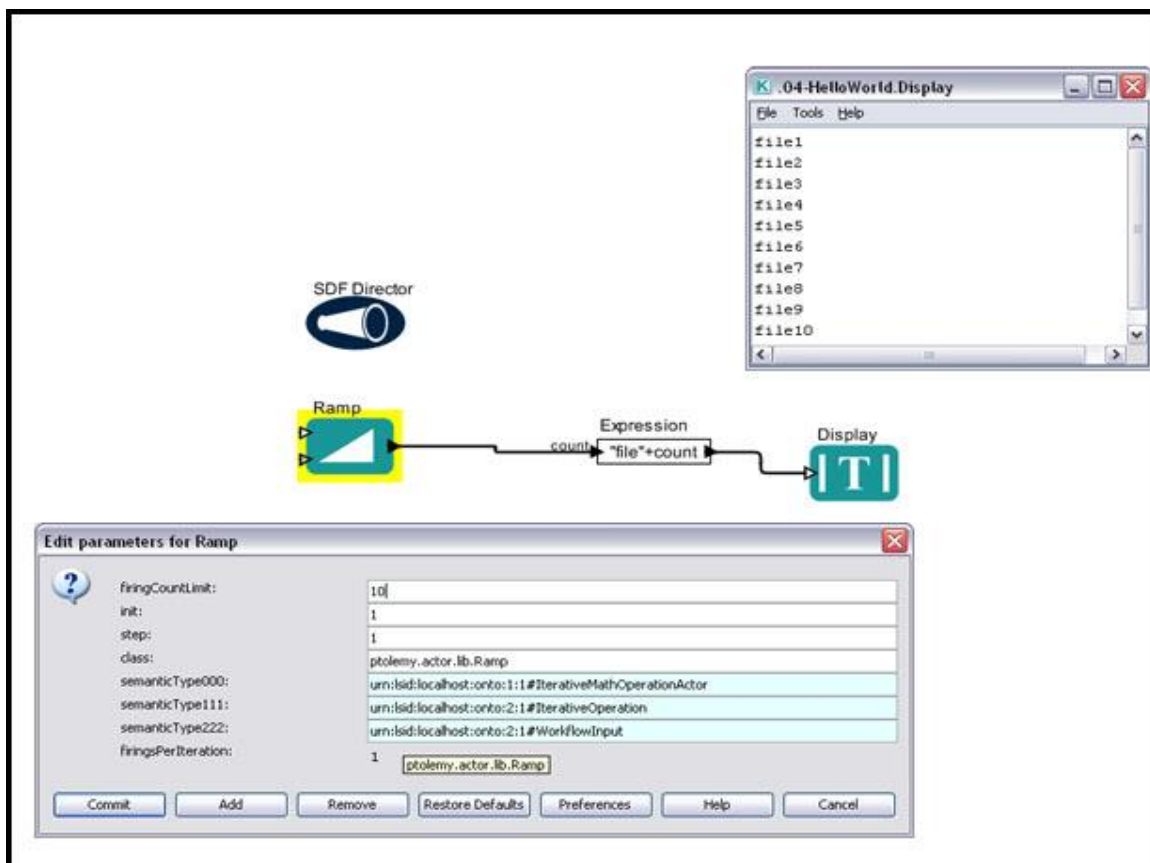 .04-HelloWorld.Display
File Tools Help
file1
file2
file3
file4
file5
file6
file7
file8
file9
file10
SDF Director
Ramp
count
Expression
"file"+count
Display
T
Edit parameters for Ramp
firingCountLimit: 10
init: 1
step: 1
class: ptolemy.actor.lib.Ramp
semanticType000: urn:lsid:localhost:onto:1:1#IterativeMathOperationActor
semanticType111: urn:lsid:localhost:onto:2:1#IterativeOperation
semanticType222: urn:lsid:localhost:onto:2:1#WorkflowInput
firingsPerIteration: 1
ptolemy.actor.lib.Ramp
Commit Add Remove Restore Defaults Preferences Help Cancel